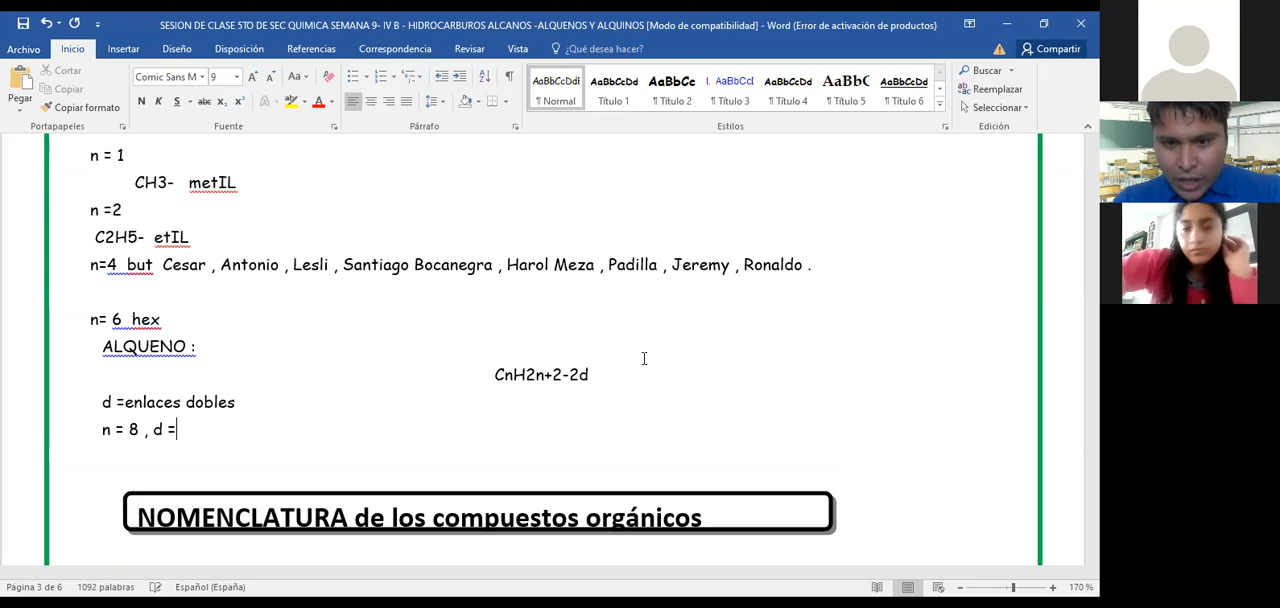 SESION DE CLASE 5TO DE SEC QUIMICA SEMANA 9- IV B - HIDROCARBUROS ALCANOS -ALQUENOS Y ALQUINOS [Modo de compatibilidad] - Word (Error de activación de productos)
Archivo Inicio Insertar Diseño Disposición Referencias Correspondencia Revisar Vista ¿Qué desea hacer? Compartir
Pegar
Cortar
Copiar
Copiar formato
Portapapeles
Comic Sans M 9
Fuente
Párrafo
AaBbCcDdE AaBbCcDd AaBbCc I. AaBbCcI AaBbCcDd AaBbC AaBbCcDd
¶ Normal Título 1 ¶ Título 2 ¶ Título 3 ¶ Título 4 ¶ Título 5 ¶ Título 6
Estilos
Buscar
Reemplazar
Seleccionar
Edición
n = 1
CH3- metIL
n =2
C2H5- etIL
n=4 but Cesar , Antonio , Lesli , Santiago Bocanegra , Harol Meza , Padilla , Jeremy , Ronaldo .
n= 6 hex
ALQUENO :
CnH2n+2-2d
d =enlaces dobles
n = 8 , d =
NOMENCLATURA de los compuestos orgánicos
Página 3 de 6 1092 palabras Español (España) 170 %